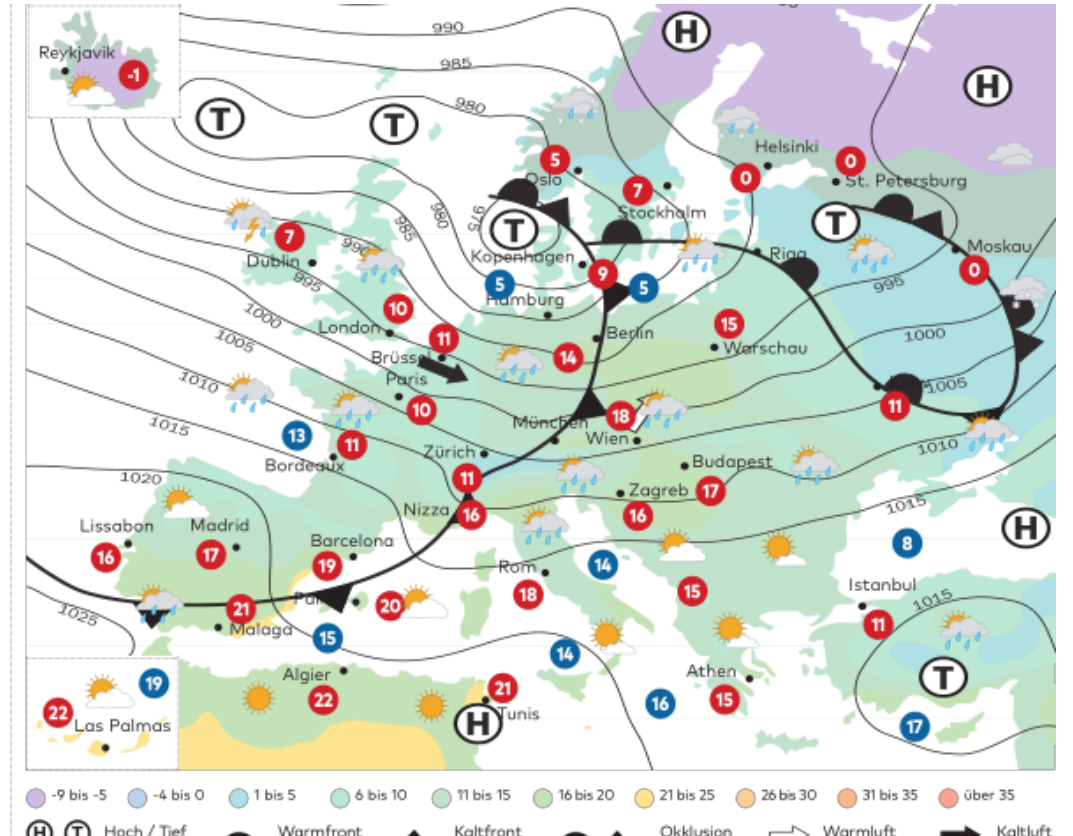 990
H
Reykjavik
-1
985
H
980
T
T
Helsinki
5
Oslo
0
0
7
St. Petersburg
980
975
Stockholm
T
985
T
7
990
Dublin
Kopenhagen
Riga
Moskau
9
0
5
5
995
995
Hamburg
10
1000
London
11
15
1000
Berlin
Warschau
1005
Brüssel
14
1010
Paris
1005
10
18
11
1015
13
11
München
Wien
1010
Bordeaux
Zürich
Budapest
1020
11
Zagreb
17
1015
Nizza
16
16
Lissabon
Madrid
H
16
17
Barcelona
8
19
Rom
14
Istanbul
18
15
1015
1025
21
20
11
Malaga
15
14
Algier
Athen
T
19
22
21
16
15
22
Las Palmas
H
Tunis
17
-9 bis -5
-4 bis 0
1 bis 5
6 bis 10
11 bis 15
16 bis 20
21 bis 25
26 bis 30
31 bis 35
über 35
H T Hoch / Tief
Warmfront
Kaltfront
Okklusion
Warmluft
Kaltluft